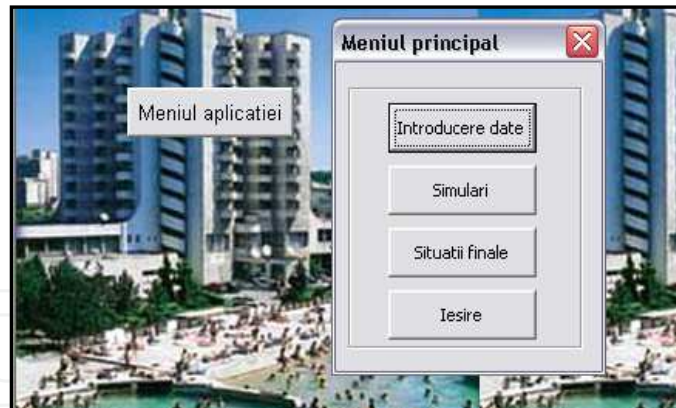 Meniul principal
Meniul aplicatiei
Introducere date
Simulari
Situatii finale
Iesire